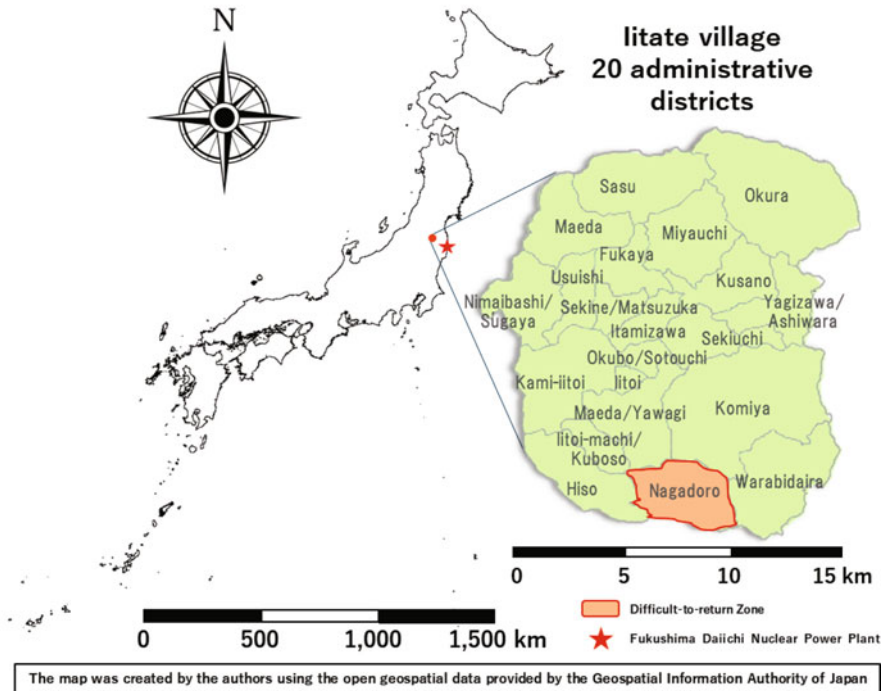 N
Iitate village
20 administrative
districts
Sasu
Okura
Maeda
Miyauchi
Fukaya
Usuishi
Kusano
Nimaibashi/
Sugaya
Sekine/Matsuzuka
Yagizawa/
Ashiwara
Itamizawa
Sekiuchi
Okubo/Sotouchi
Kami-iitoi
Iitoi
Komiya
Maeda/Yawagi
Iitoi-machi/
Kuboso
Warabidaira
Hiso
Nagadoro
0 5 10 15 km
0 500 1,000 1,500 km
Difficult-to-return Zone
Fukushima Daiichi Nuclear Power Plant
The map was created by the authors using the open geospatial data provided by the Geospatial Information Authority of Japan